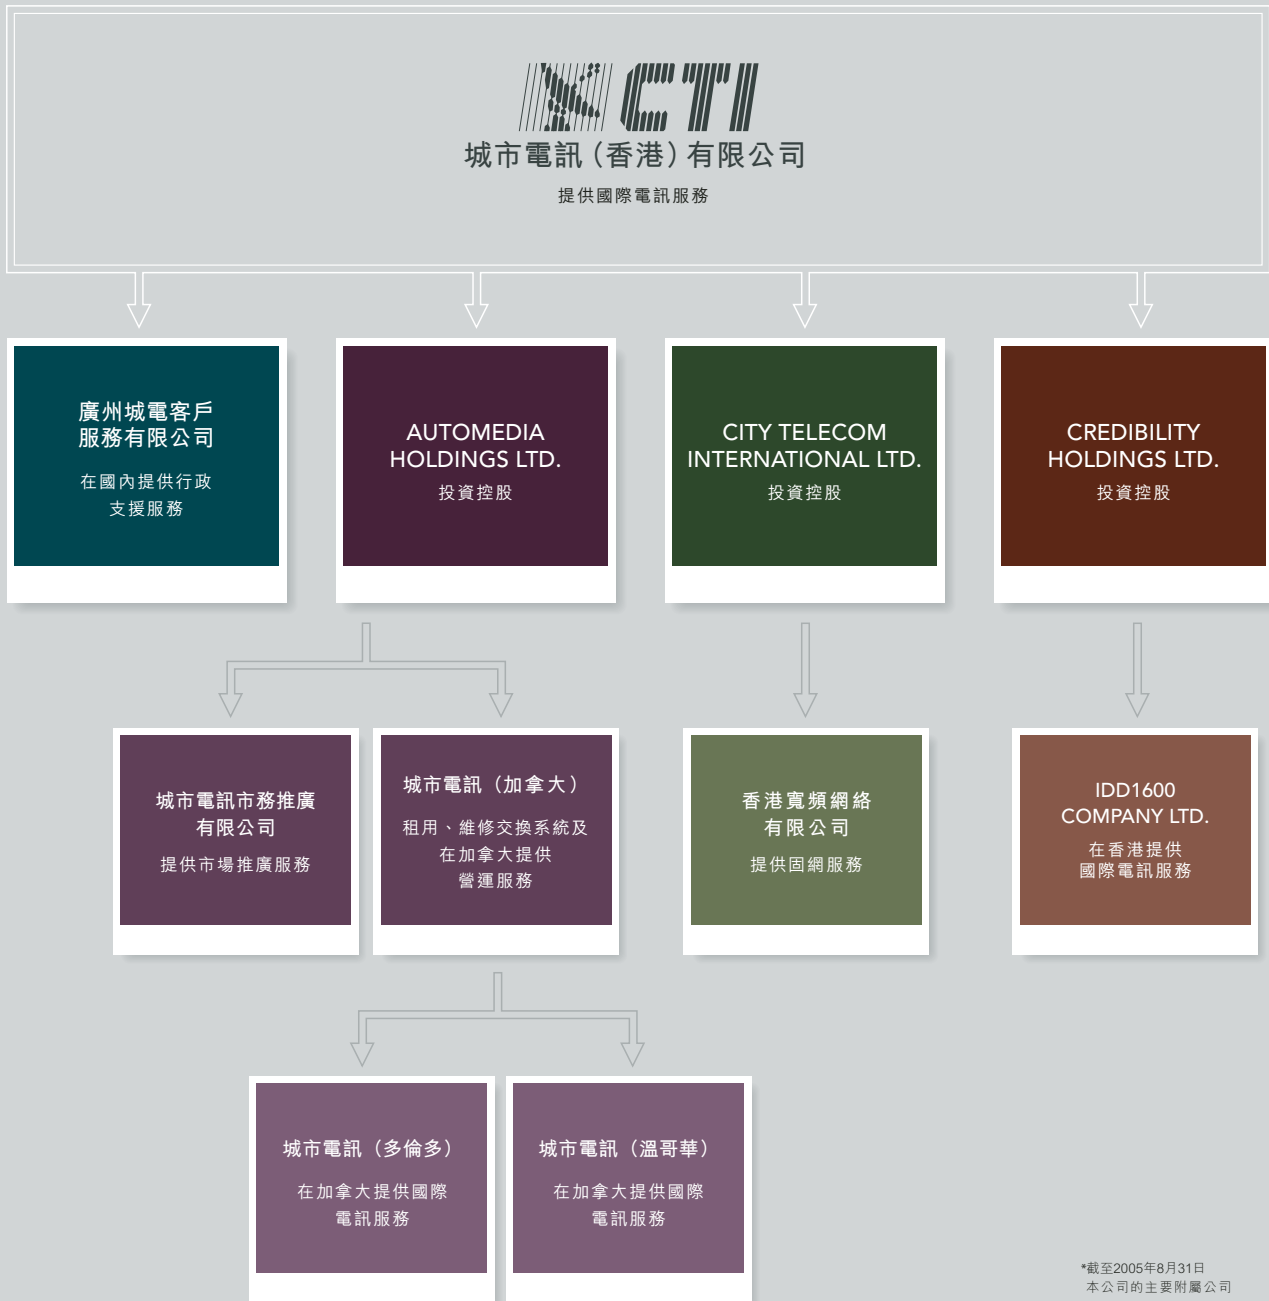 CTI
城市電訊（香港）有限公司
提供國際電訊服務
廣州城電客戶
服務有限公司
在國內提供行政
支援服務
AUTOMEDIA
HOLDINGS LTD.
投資控股
CITY TELECOM
INTERNATIONAL LTD.
投資控股
CREDIBILITY
HOLDINGS LTD.
投資控股
城市電訊市務推廣
有限公司
提供市場推廣服務
城市電訊（加拿大）
租用、維修交換系統及
在加拿大提供
營運服務
香港寬頻網絡
有限公司
提供固網服務
IDD1600
COMPANY LTD.
在香港提供
國際電訊服務
城市電訊（多倫多）
在加拿大提供國際
電訊服務
城市電訊（溫哥華）
在加拿大提供國際
電訊服務
*截至2005年8月31日
本公司的主要附屬公司